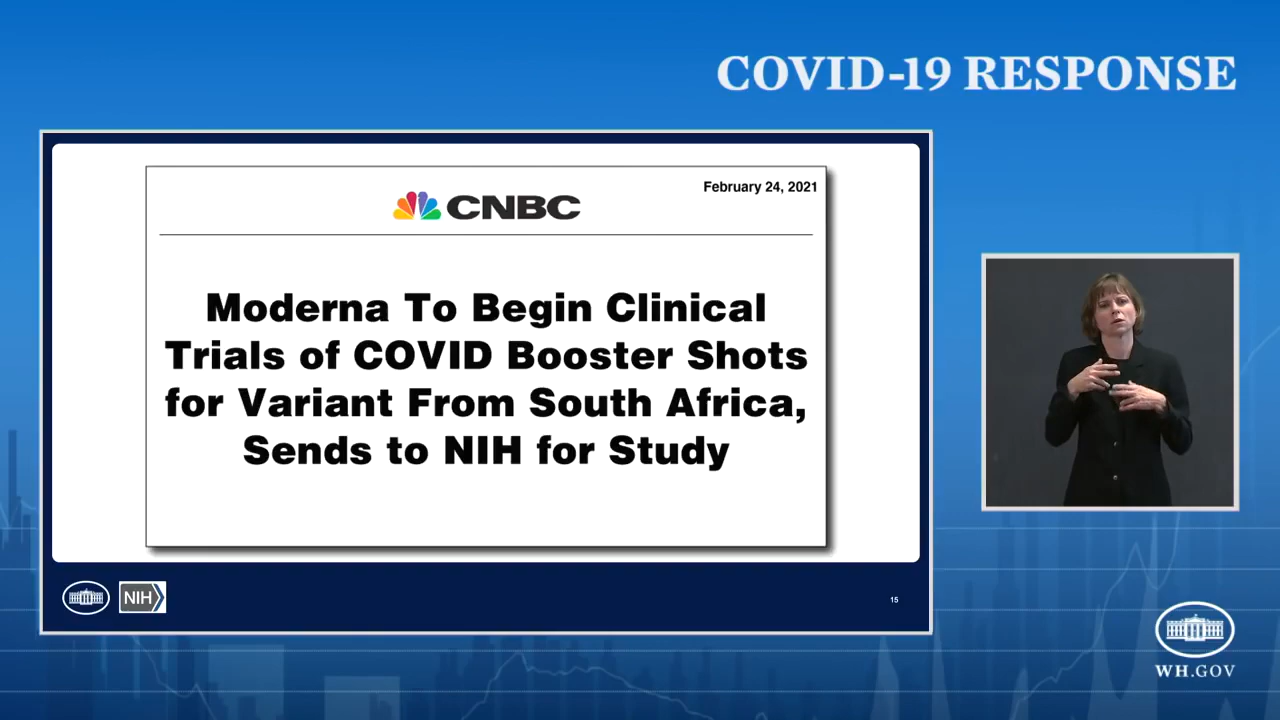 COVID-19 RESPONSE
February 24, 2021
CNBC
Moderna To Begin Clinical
Trials of COVID Booster Shots
for Variant From South Africa,
Sends to NIH for Study
NIH
15
WH.GOV